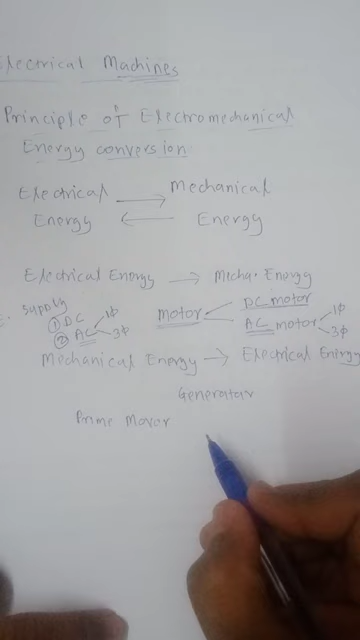 Electrical Machines
Principle of Electromechanical
Energy conversion
Electrical → Mechanical
Energy ← Energy
Electrical Energy → Mecha. Energy
Supply
① DC
② AC 1ϕ
3ϕ
Motor DC motor
AC motor 1ϕ
3ϕ
Mechanical Energy → Electrical Energy
Generator
Prime Mover